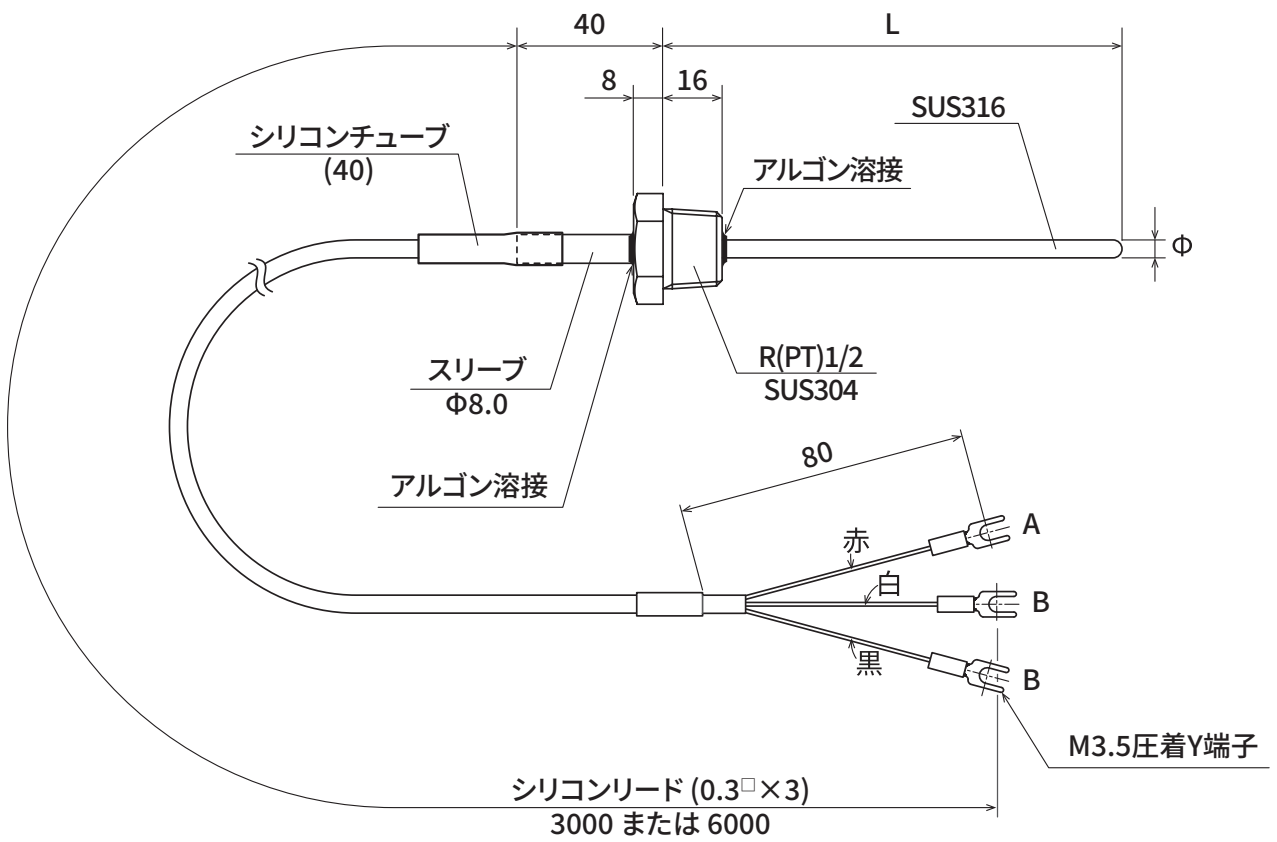 40
L
8
16
SUS316
シリコンチューブ
(40)
アルゴン溶接
Φ
スリーブ
Φ8.0
R(PT)1/2
SUS304
アルゴン溶接
80
赤
A
白
B
黒
B
M3.5圧着Y端子
シリコンリード (0.3□×3)
3000 または 6000